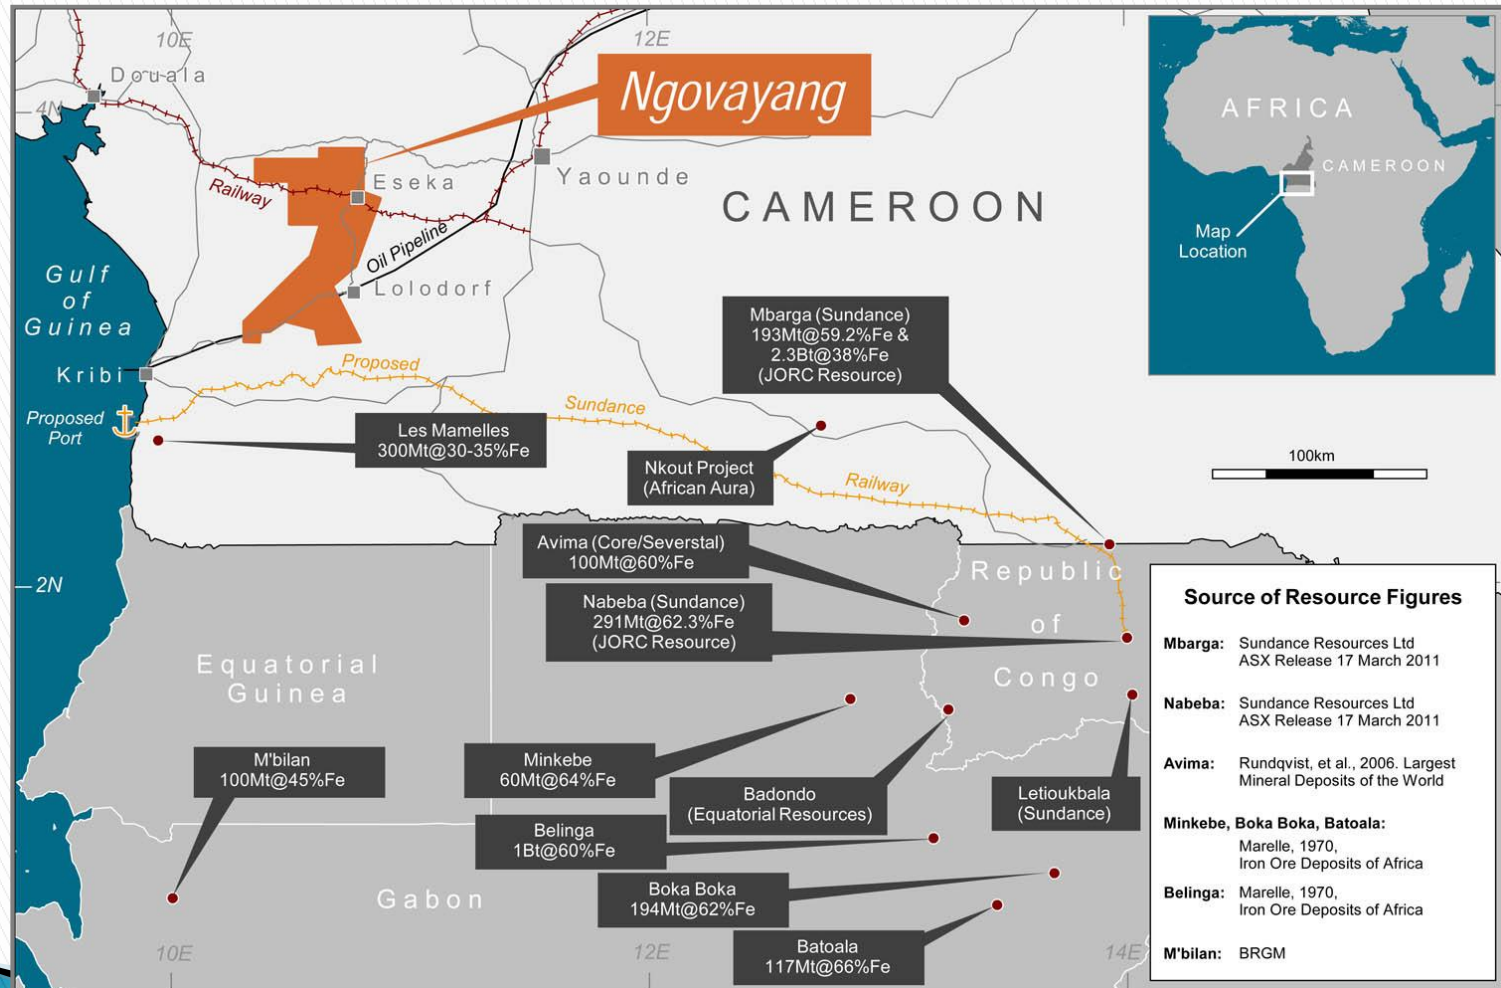 10E
12E
Douala
4N
Ngovayang
Railway
Eseka
Yaounde
CAMEROON
Oil Pipeline
Lolodorf
Gulf
of
Guinea
Kribi
Proposed
Port
Proposed
Sundance
Railway
AFRICA
CAMEROON
Map
Location
Mbarga (Sundance)
193Mt@59.2%Fe &
2.3Bt@38%Fe
(JORC Resource)
Les Mamelles
300Mt@30-35%Fe
Nkout Project
(African Aura)
100km
Avima (Core/Severstal)
100Mt@60%Fe
Nabeba (Sundance)
291Mt@62.3%Fe
(JORC Resource)
Republic
of
Congo
2N
Equatorial
Guinea
M'bilan
100Mt@45%Fe
Minkebe
60Mt@64%Fe
Badondo
(Equatorial Resources)
Letioukbala
(Sundance)
Belinga
1Bt@60%Fe
Gabon
Boka Boka
194Mt@62%Fe
Batoala
117Mt@66%Fe
10E
12E
14E
Source of Resource Figures
Mbarga: Sundance Resources Ltd
ASX Release 17 March 2011
Nabeba: Sundance Resources Ltd
ASX Release 17 March 2011
Avima: Rundqvist, et al., 2006. Largest
Mineral Deposits of the World
Minkebe, Boka Boka, Batoala:
Marelle, 1970,
Iron Ore Deposits of Africa
Belinga: Marelle, 1970,
Iron Ore Deposits of Africa
M'bilan: BRGM